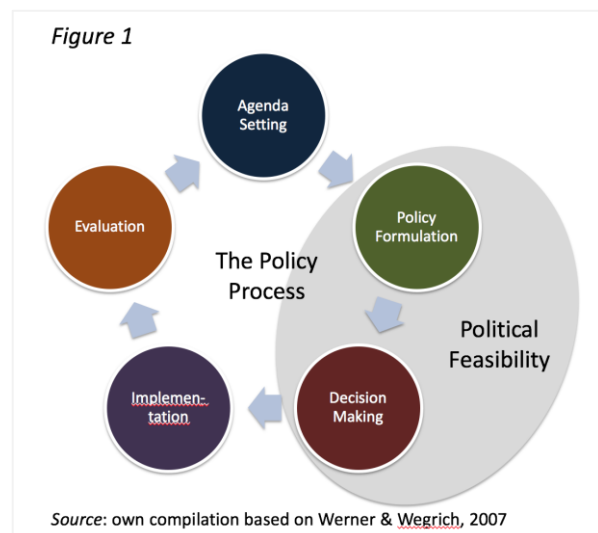 Figure 1
Agenda
Setting
Policy
Formulation
Evaluation
The Policy
Process
Political
Feasibility
Decision
Making
Implemen-
tation
Source: own compilation based on Werner & Wegrich, 2007